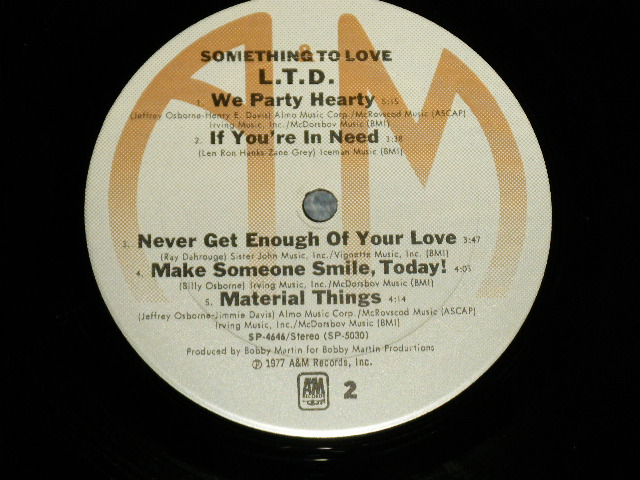 A&M
SOMETHING TO LOVE
L.T.D.
1. We Party Hearty 5:15
(Jeffrey Osborne-Henry E. Davis) Almo Music Corp./McRovscod Music (ASCAP)
Irving Music, Inc./McDorsbov Music (BMI)
2. If You're In Need 3:38
(Len Ron Hanks-Zane Grey) Iceman Music (BMI)
3. Never Get Enough Of Your Love 3:47
(Ray Dahrouge) Sister John Music, Inc./Vignette Music, Inc. (BMI)
4. Make Someone Smile, Today! 4:05
(Billy Osborne) Irving Music, Inc./McDorsbov Music (BMI)
5. Material Things 4:14
(Jeffrey Osborne-Jimmie Davis) Almo Music Corp./McRovscod Music (ASCAP)
Irving Music, Inc./McDorsbov Music (BMI)
SP-4646/Stereo (SP-5030)
Produced by Bobby Martin for Bobby Martin Productions
℗ 1977 A&M Records, Inc.
A&M RECORDS 2